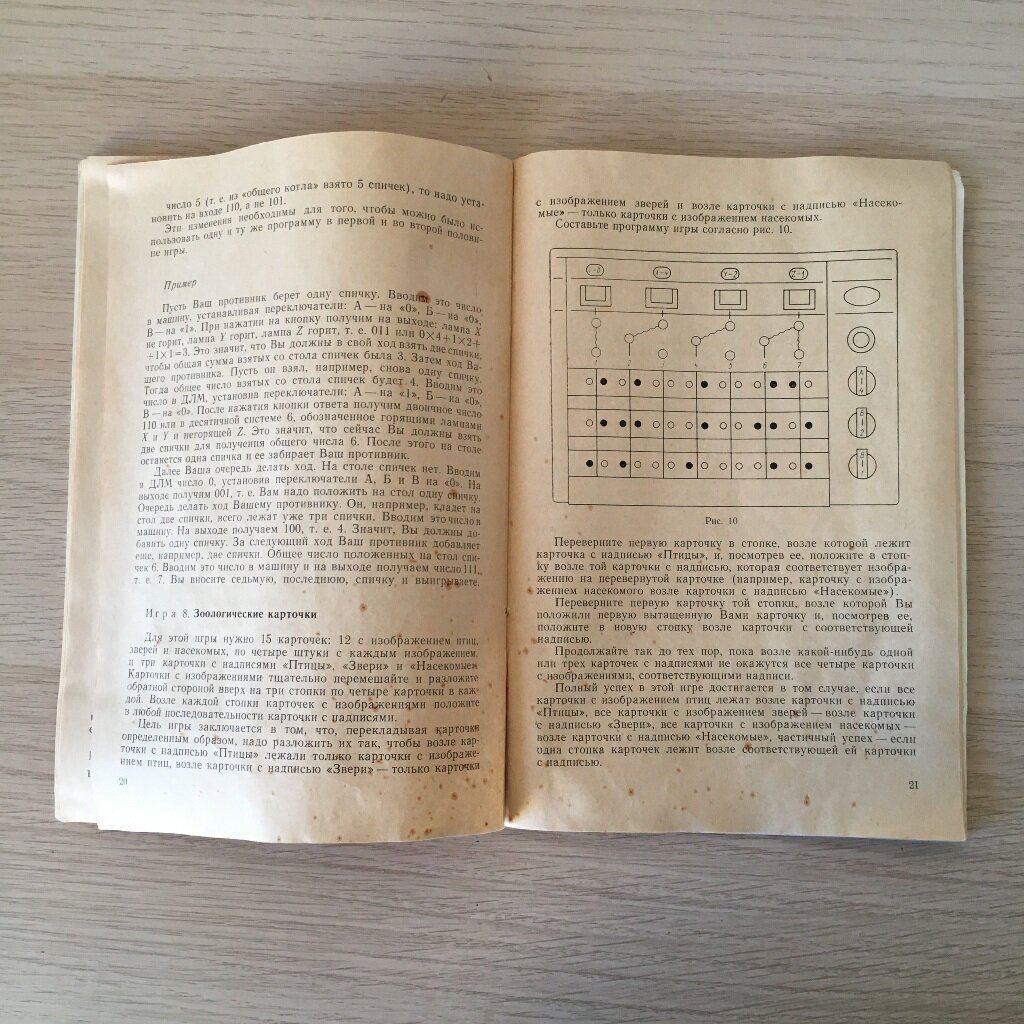 число 5 (т. е. из «общего котла» взято 5 спичек), то надо уста-
новить на входе 110, а не 101.
Эти изменения необходимы для того, чтобы можно было ис-
пользовать одну и ту же программу в первой и во второй полови-
не игры.
Пример
Пусть Ваш противник берет одну спичку. Вводим это число
в машину, устанавливая переключатели: А — на «0», Б — на «0»,
В — на «1». При нажатии на кнопку получим на выходе: лампа X
не горит, лампа Y горит, лампа Z горит, т. е. 011 или 0×4+1×2+
+1×1=3. Это значит, что Вы должны в свой ход взять две спички,
чтобы общая сумма взятых со стола спичек была 3. Затем ход Ва-
шего противника. Пусть он взял, например, снова одну спичку.
Тогда общее число взятых со стола спичек будет 4. Вводим это
число в ДЛМ, установив переключатели: А — на «1», Б — на «0»,
В — на «0». После нажатия кнопки ответа получим двоичное число
110 или в десятичной системе 6, обозначенное горящими лампами
X и Y и негорящей Z. Это значит, что сейчас Вы должны взять
две спички для получения общего числа 6. После этого на столе
останется одна спичка и ее забирает Ваш противник.
Далее Ваша очередь делать ход. На столе спичек нет. Вводим
в ДЛМ число 0, установив переключатели А, Б и В на «0». На
выходе получим 001, т. е. Вам надо положить на стол одну спичку.
Очередь делать ход Вашему противнику. Он, например, кладет на
стол две спички, всего лежат уже три спички. Вводим это число в
машину. На выходе получаем 100, т. е. 4. Значит, Вы должны до-
бавить одну спичку. За следующий ход Ваш противник добавляет
еще, например, две спички. Общее число положенных на стол спи-
чек 6. Вводим это число в машину и на выходе получаем число 111,
т. е. 7. Вы вносите седьмую, последнюю, спичку и выигрываете.
Игра 8. Зоологические карточки
Для этой игры нужно 15 карточек: 12 с изображением птиц,
зверей и насекомых, по четыре штуки с каждым изображением,
и три карточки с надписями «Птицы», «Звери» и «Насекомые»
Карточки с изображениями тщательно перемешайте и разложите
обратной стороной вверх на три стопки по четыре карточки в каж-
дой. Возле каждой стопки карточек с изображениями положите
в любой последовательности карточки с надписями.
Цель игры заключается в том, что, перекладывая карточки
определенным образом, надо разложить их так, чтобы возле кар-
точки с надписью «Птицы» лежали только карточки с изображе-
нием птиц, возле карточки с надписью «Звери» — только карточки
20
с изображением зверей и возле карточки с надписью «Насеко-
мые» — только карточки с изображением насекомых.
Составьте программу игры согласно рис. 10.
X-4
Y-2
Z-1
1 2 3 4 5 6 7
А 4
Б 2
В 1
Рис. 10
Переверните первую карточку в стопке, возле которой лежит
карточка с надписью «Птицы», и, посмотрев ее, положите в стоп-
ку возле той карточки с надписью, которая соответствует изобра-
жению на перевернутой карточке (например, карточку с изобра-
жением насекомого возле карточки с надписью «Насекомые»).
Переверните первую карточку той стопки, возле которой Вы
положили первую вытащенную Вами карточку и, посмотрев ее,
положите в новую стопку возле карточки с соответствующей
надписью.
Продолжайте так до тех пор, пока возле какой-нибудь одной
или трех карточек с надписями не окажутся все четыре карточки
с изображениями, соответствующими надписи.
Полный успех в этой игре достигается в том случае, если все
карточки с изображением птиц лежат возле карточки с надписью
«Птицы», все карточки с изображением зверей — возле карточки
с надписью «Звери», все карточки с изображением насекомых —
возле карточки с надписью «Насекомые», частичный успех — если
одна стопка карточек лежит возле соответствующей ей карточки
с надписью.
21